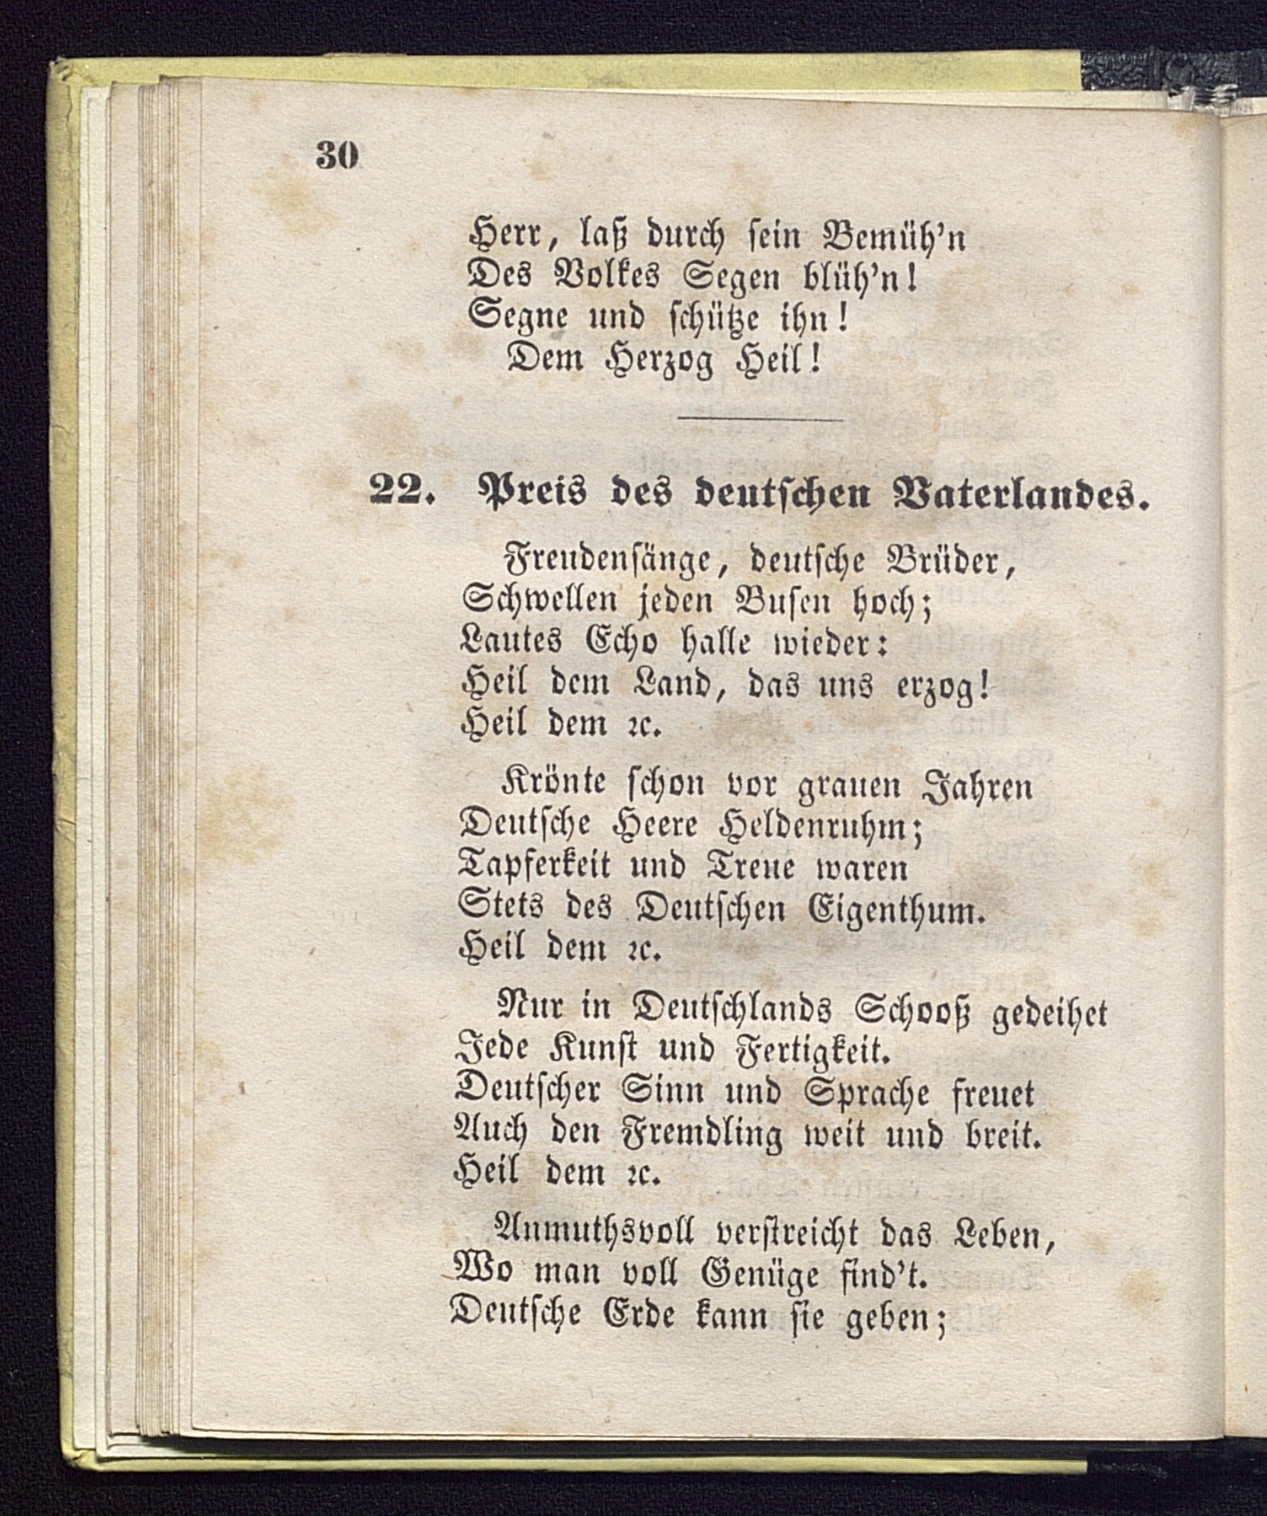 30
Herr, laß durch sein Bemüh'n
Des Volkes Segen blüh'n!
Segne und schütze ihn!
Dem Herzog Heil!
22. Preis des deutschen Vaterlandes.
Freudensänge, deutsche Brüder,
Schwellen jeden Busen hoch;
Lautes Echo halle wieder:
Heil dem Land, das uns erzog!
Heil dem ꝛc.
Krönte schon vor grauen Jahren
Deutsche Heere Heldenruhm;
Tapferkeit und Treue waren
Stets des Deutschen Eigenthum.
Heil dem ꝛc.
Nur in Deutschlands Schooß gedeihet
Jede Kunst und Fertigkeit.
Deutscher Sinn und Sprache freuet
Auch den Fremdling weit und breit.
Heil dem ꝛc.
Anmuthsvoll verstreicht das Leben,
Wo man voll Genüge find't.
Deutsche Erde kann sie geben;